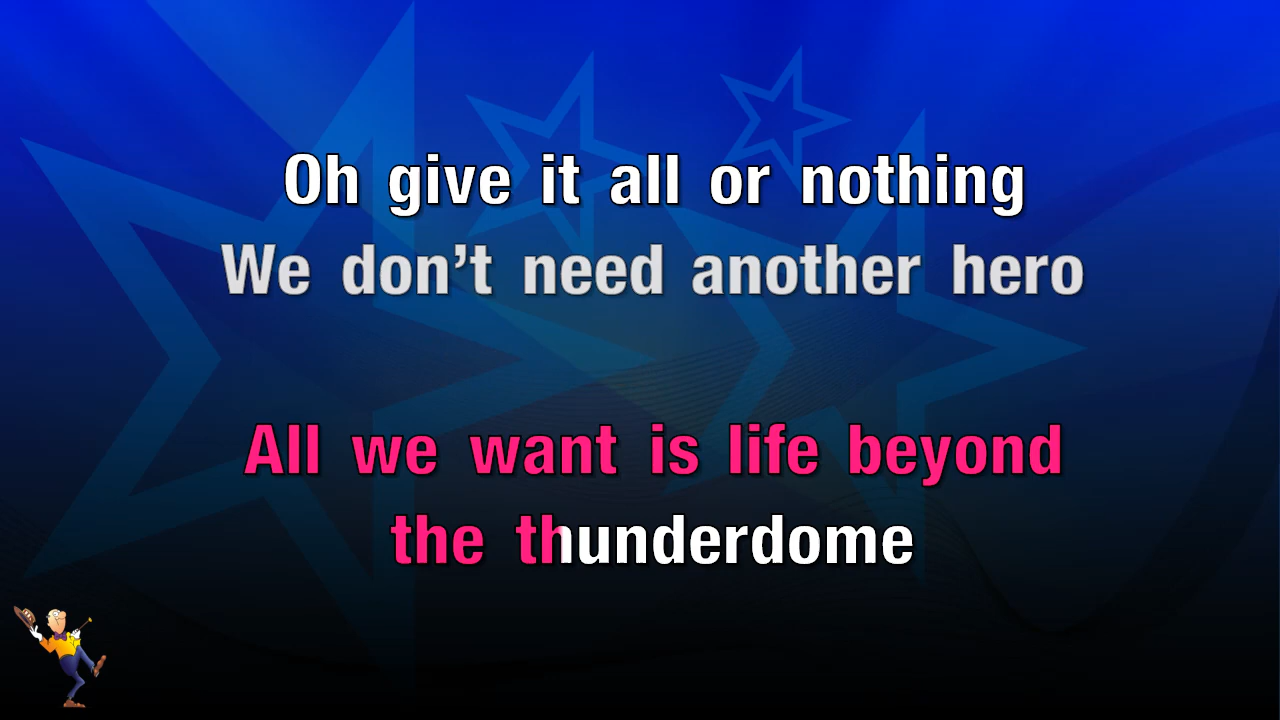 Oh give it all or nothing
We don’t need another hero
All we want is life beyond
the thunderdome